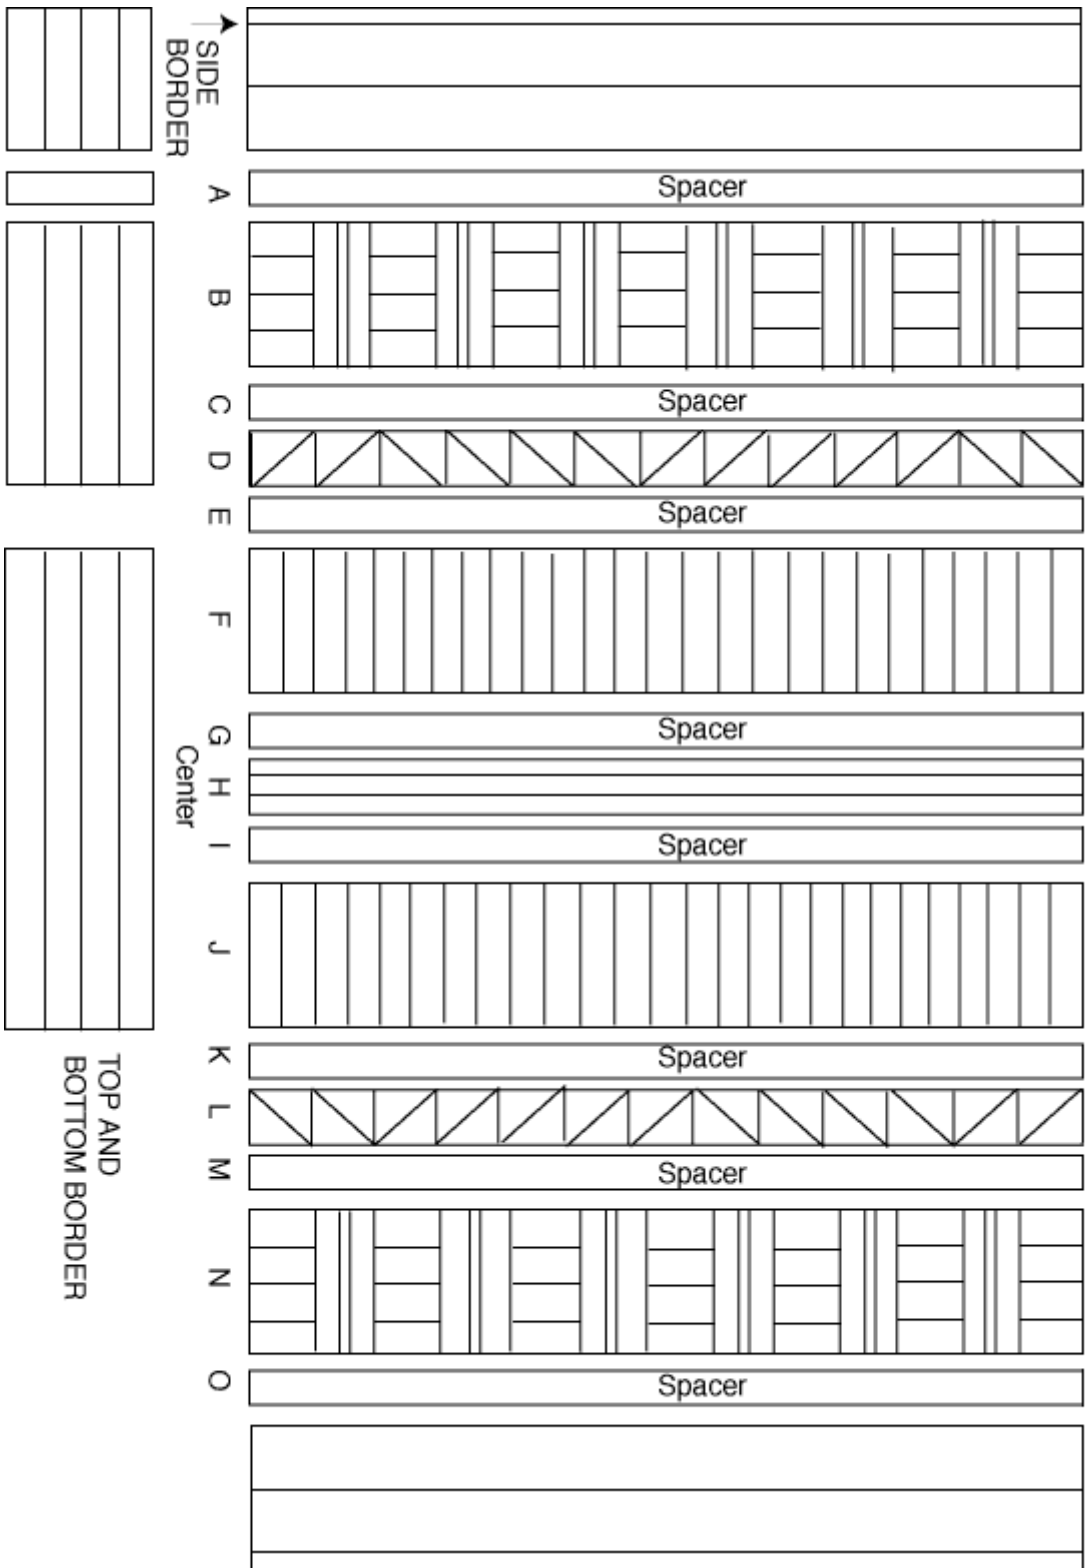 SIDE
BORDER
A
Spacer
B
C
Spacer
D
E
Spacer
F
G
Spacer
Center
H
I
Spacer
J
K
Spacer
TOP AND
BOTTOM BORDER
L
M
Spacer
N
O
Spacer